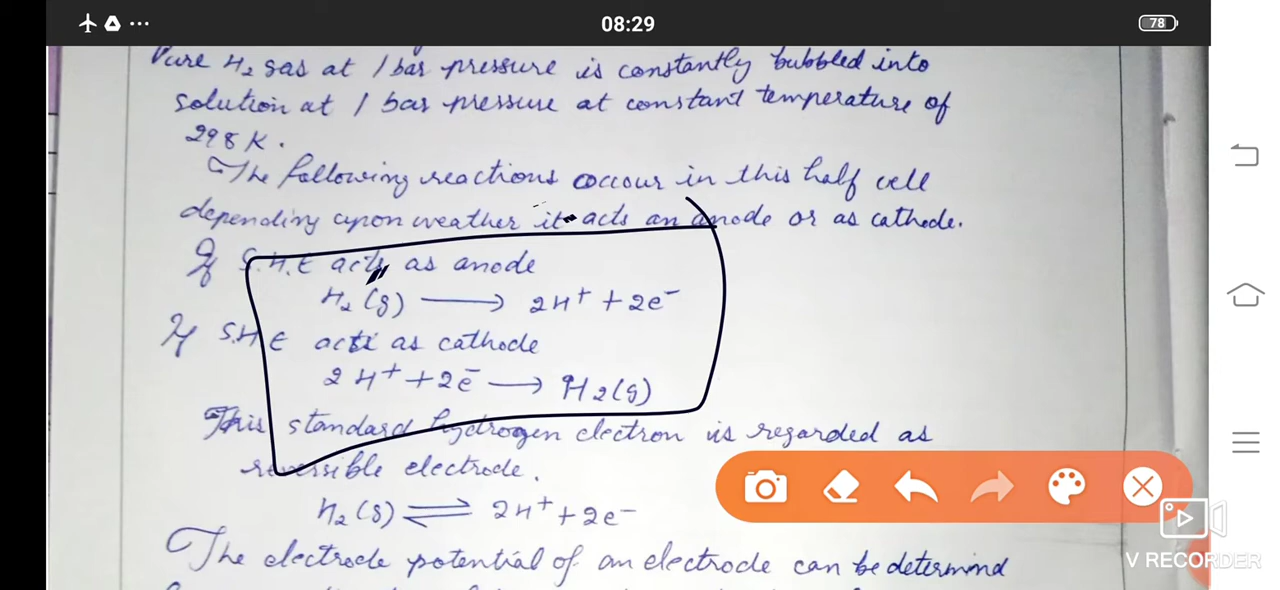 08:29
78
Pure H₂ gas at 1 bar pressure is constantly bubbled into
solution at 1 bar pressure at constant temperature of
298 K.
The following reactions occour in this half cell
depending upon weather it acts an anode or as cathode.
If S.H.E acts as anode
H₂(g) ⟶ 2H⁺ + 2e⁻
If S.H.E acts as cathode
2H⁺ + 2e⁻ ⟶ H₂(g)
This standard hydrogen electron is regarded as
reversible electrode.
H₂(g) ⇌ 2H⁺ + 2e⁻
The electrode potential of an electrode can be determind
V RECORDER